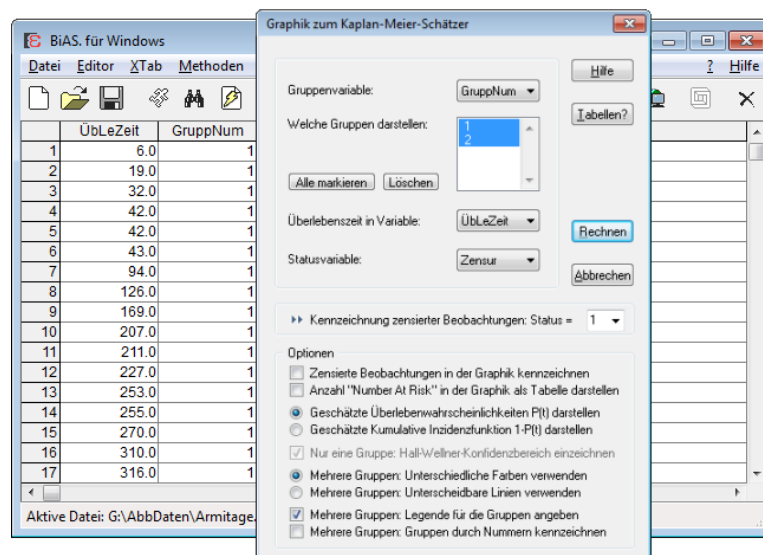 BiAS. für Windows
Datei Editor XTab Methoden
? Hilfe
ÜbLeZeit GruppNum
1 6.0 1
2 19.0 1
3 32.0 1
4 42.0 1
5 42.0 1
6 43.0 1
7 94.0 1
8 126.0 1
9 169.0 1
10 207.0 1
11 211.0 1
12 227.0 1
13 253.0 1
14 255.0 1
15 270.0 1
16 310.0 1
17 316.0 1
Aktive Datei: G:\AbbDaten\Armitage.
Graphik zum Kaplan-Meier-Schätzer
Gruppenvariable: GruppNum
Hilfe
Welche Gruppen darstellen: 1
2
Tabellen?
Alle markieren Löschen
Überlebenszeit in Variable: ÜbLeZeit
Rechnen
Statusvariable: Zensur
Abbrechen
Kennzeichnung zensierter Beobachtungen: Status = 1
Optionen
Zensierte Beobachtungen in der Graphik kennzeichnen
Anzahl "Number At Risk" in der Graphik als Tabelle darstellen
Geschätzte Überlebenwahrscheinlichkeiten P(t) darstellen
Geschätzte Kumulative Inzidenzfunktion 1-P(t) darstellen
Nur eine Gruppe: Hall-Wellner-Konfidenzbereich einzeichnen
Mehrere Gruppen: Unterschiedliche Farben verwenden
Mehrere Gruppen: Unterscheidbare Linien verwenden
Mehrere Gruppen: Legende für die Gruppen angeben
Mehrere Gruppen: Gruppen durch Nummern kennzeichnen